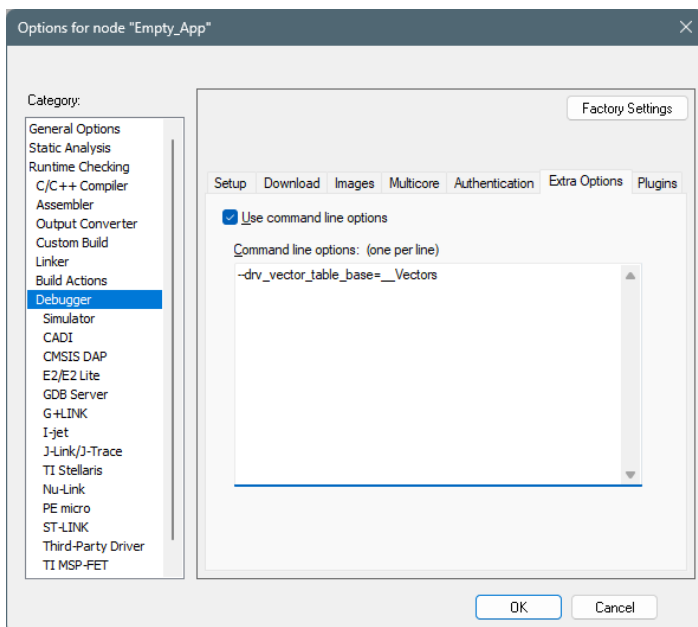 Options for node "Empty_App"
Category:
General Options
Static Analysis
Runtime Checking
C/C++ Compiler
Assembler
Output Converter
Custom Build
Linker
Build Actions
Debugger
Simulator
CADI
CMSIS DAP
E2/E2 Lite
GDB Server
G+LINK
I-jet
J-Link/J-Trace
TI Stellaris
Nu-Link
PE micro
ST-LINK
Third-Party Driver
TI MSP-FET
Factory Settings
Setup Download Images Multicore Authentication Extra Options Plugins
Use command line options
Command line options: (one per line)
--drv_vector_table_base=__Vectors
OK Cancel